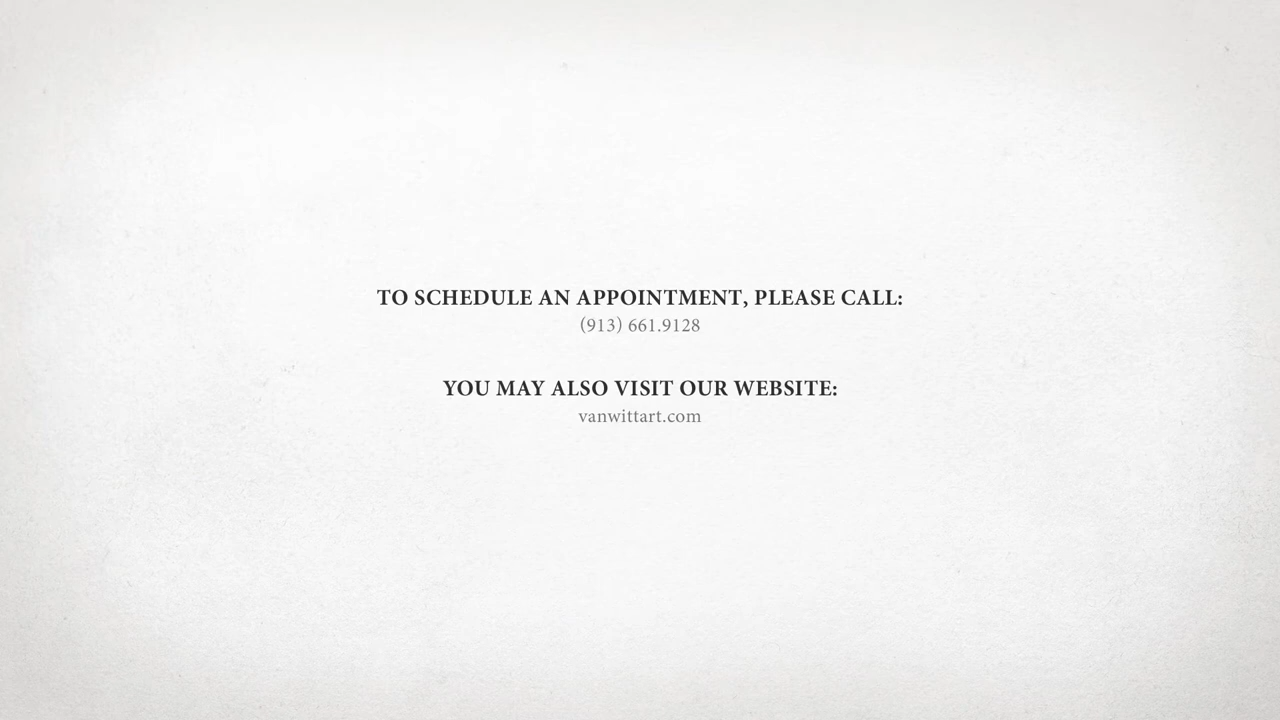 TO SCHEDULE AN APPOINTMENT, PLEASE CALL:
(913) 661.9128
YOU MAY ALSO VISIT OUR WEBSITE:
vanwittart.com